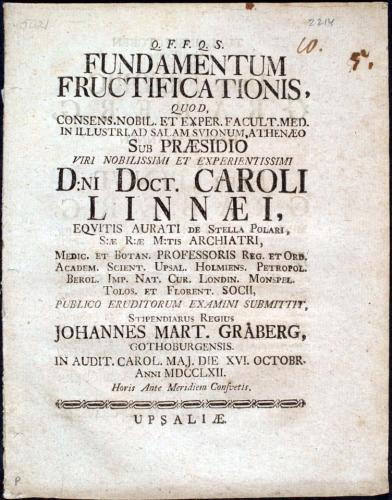 2214
10.
5.
Q. F. F. Q. S.
FUNDAMENTUM
FRUCTIFICATIONIS,
QUOD,
CONSENS. NOBIL. ET EXPER. FACULT. MED.
IN ILLUSTRI, AD SALAM SVIONUM, ATHENÆO
SUB PRÆSIDIO
VIRI NOBILISSIMI ET EXPERIENTISSIMI
D:NI DOCT. CAROLI
LINNÆI,
EQVITIS AURATI DE STELLA POLARI,
S:Æ R:Æ M:TIS ARCHIATRI,
MEDIC. ET BOTAN. PROFESSORIS REG. ET ORD.
ACADEM. SCIENT. UPSAL. HOLMIENS. PETROPOL.
BEROL. IMP. NAT. CUR. LONDIN. MONSPEL.
TOLOS. ET FLORENT. SOCII,
PUBLICO ERUDITORUM EXAMINI SUBMITTIT,
STIPENDIARUS REGIUS
JOHANNES MART. GRÅBERG,
GOTHOBURGENSIS.
IN AUDIT. CAROL. MAJ. DIE XVI. OCTOBR.
ANNI MDCCLXII.
Horis Ante Meridiem Consvetis.
UPSALIÆ.
P